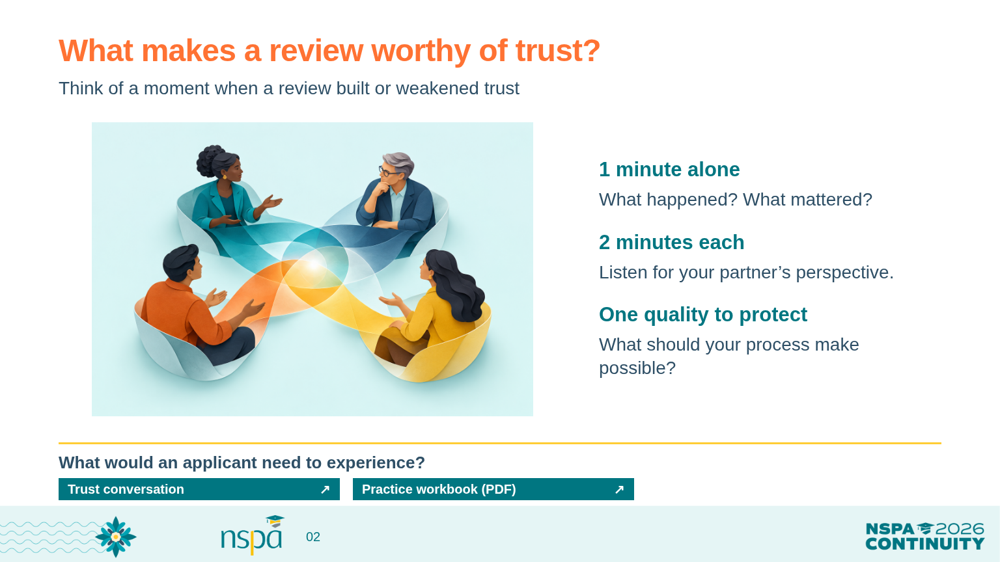 What makes a review worthy of trust?
Think of a moment when a review built or weakened trust
1 minute alone
What happened? What mattered?
2 minutes each
Listen for your partner’s perspective.
One quality to protect
What should your process make
possible?
What would an applicant need to experience?
Trust conversation ↗
Practice workbook (PDF) ↗
nspa
02
NSPA 2026
CONTINUITY